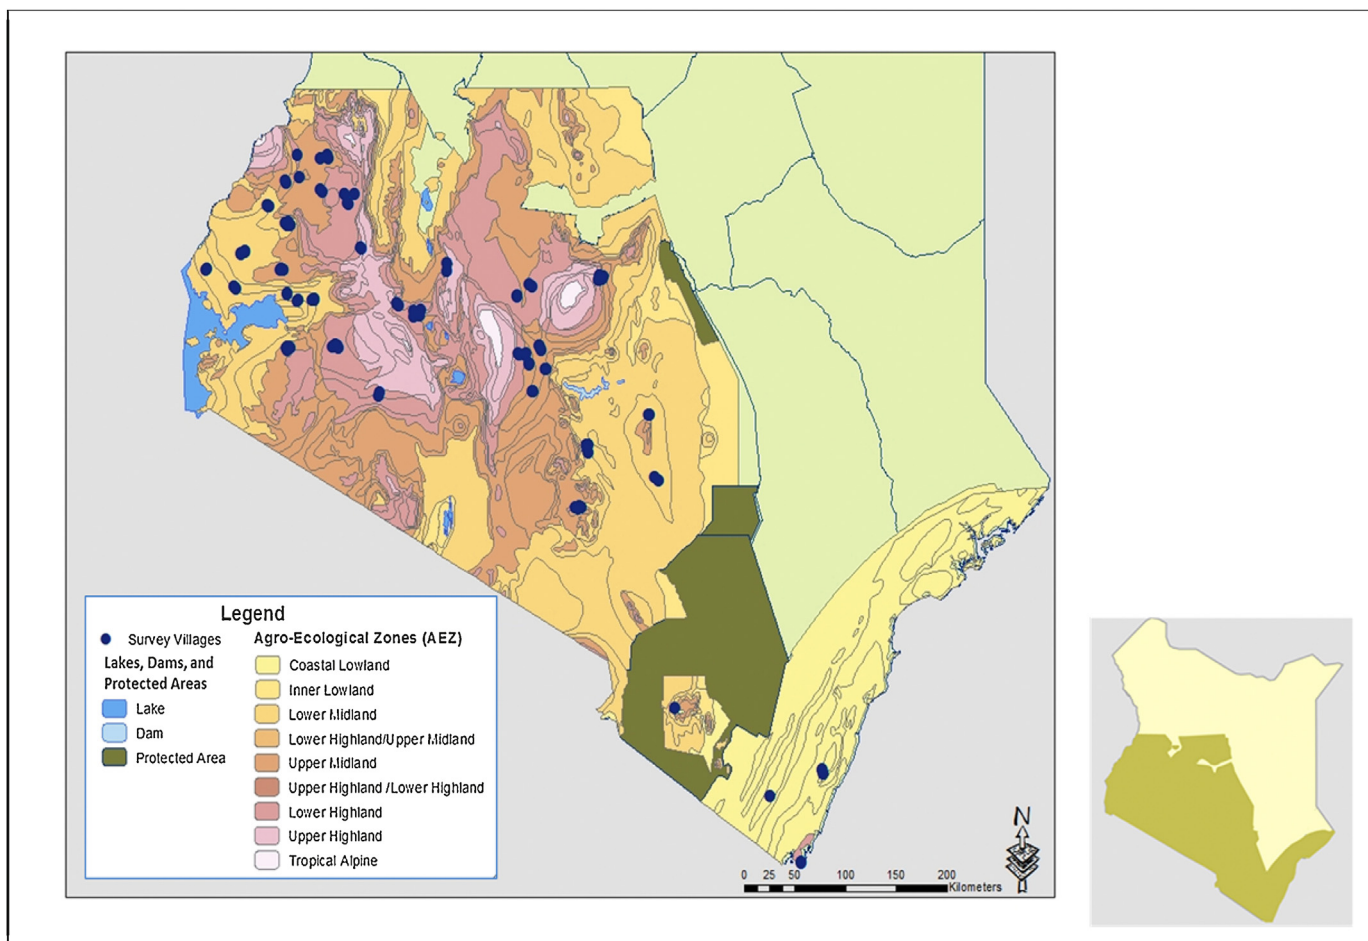 Legend
Survey Villages
Lakes, Dams, and
Protected Areas
Lake
Dam
Protected Area
Agro-Ecological Zones (AEZ)
Coastal Lowland
Inner Lowland
Lower Midland
Lower Highland/Upper Midland
Upper Midland
Upper Highland /Lower Highland
Lower Highland
Upper Highland
Tropical Alpine
N
0 25 50 100 150 200
Kilometers